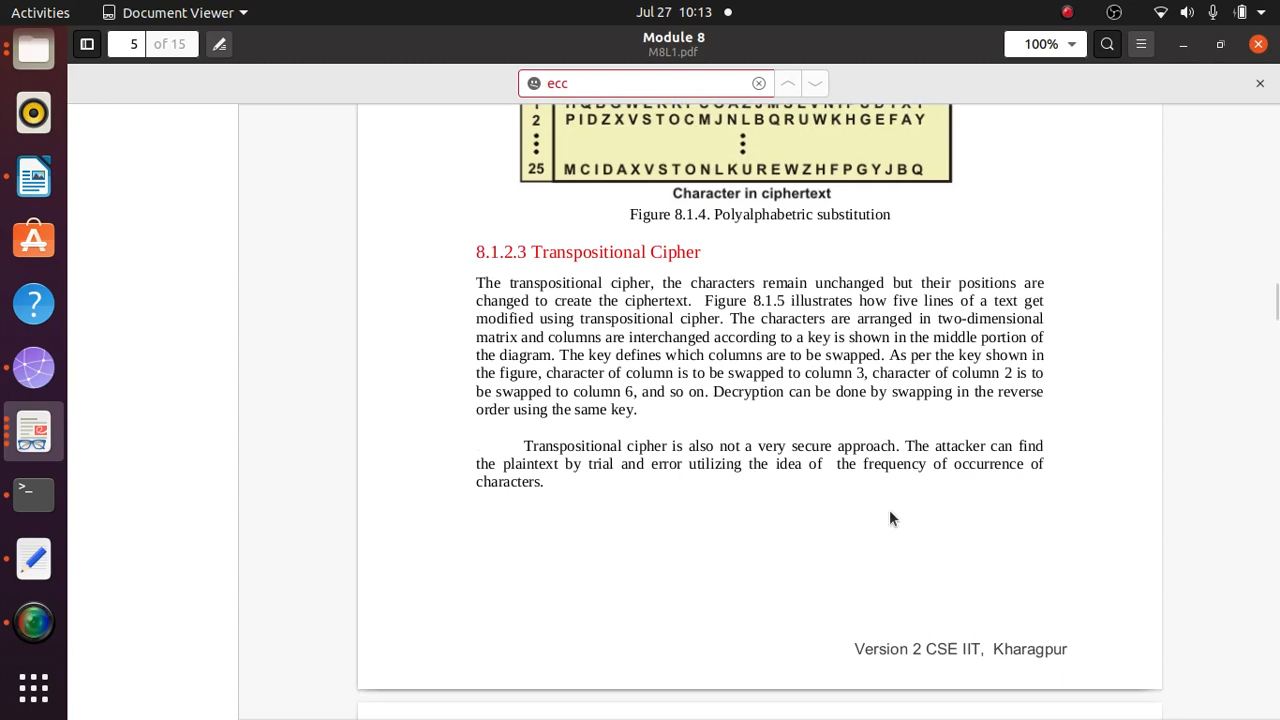 Activities
Document Viewer
Jul 27 10:13
5
of 15
Module 8
M8L1.pdf
100%
ecc
2 PIDZXVSTOCMJNLBQRUWKHGEFAY
25 MCIDAXVSTONLKUREWZHFPGYJBQ
Character in ciphertext
Figure 8.1.4. Polyalphabetric substitution
8.1.2.3 Transpositional Cipher
The transpositional cipher, the characters remain unchanged but their positions are
changed to create the ciphertext. Figure 8.1.5 illustrates how five lines of a text get
modified using transpositional cipher. The characters are arranged in two-dimensional
matrix and columns are interchanged according to a key is shown in the middle portion of
the diagram. The key defines which columns are to be swapped. As per the key shown in
the figure, character of column is to be swapped to column 3, character of column 2 is to
be swapped to column 6, and so on. Decryption can be done by swapping in the reverse
order using the same key.
Transpositional cipher is also not a very secure approach. The attacker can find
the plaintext by trial and error utilizing the idea of the frequency of occurrence of
characters.
Version 2 CSE IIT, Kharagpur